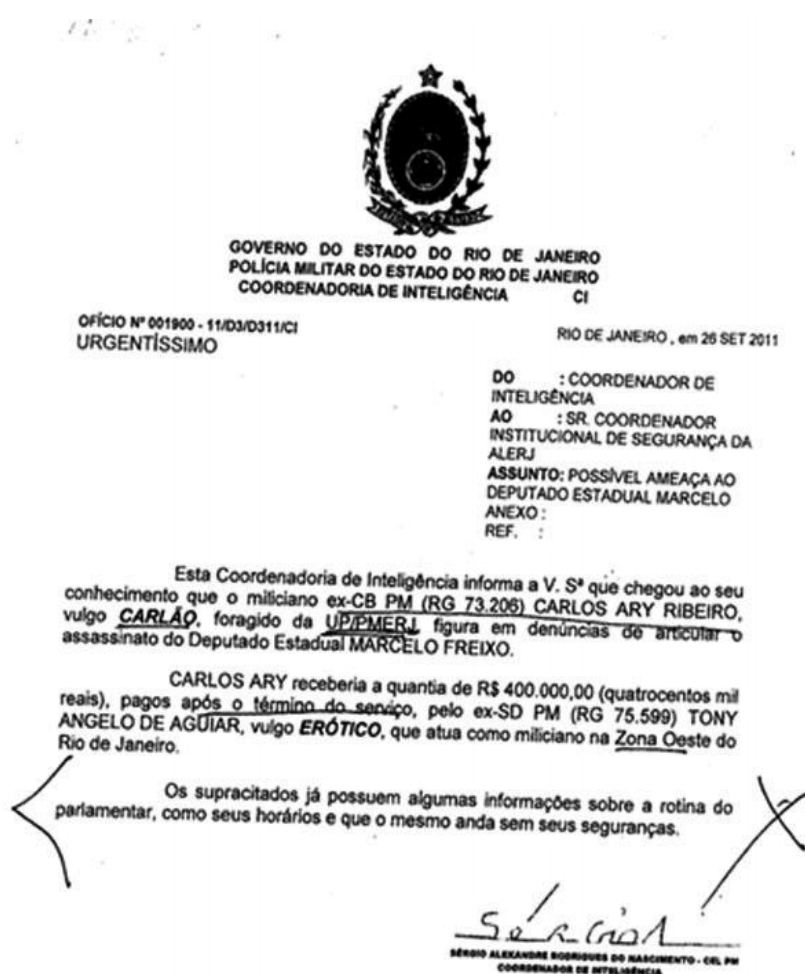 GOVERNO DO ESTADO DO RIO DE JANEIRO
POLÍCIA MILITAR DO ESTADO DO RIO DE JANEIRO
COORDENADORIA DE INTELIGÊNCIA CI
OFÍCIO Nº 001900 - 11/D3/D311/CI
URGENTÍSSIMO
RIO DE JANEIRO , em 26 SET 2011
DO : COORDENADOR DE
INTELIGÊNCIA
AO : SR. COORDENADOR
INSTITUCIONAL DE SEGURANÇA DA
ALERJ
ASSUNTO: POSSÍVEL AMEAÇA AO
DEPUTADO ESTADUAL MARCELO
ANEXO :
REF. :
Esta Coordenadoria de Inteligência informa a V. Sª que chegou ao seu
conhecimento que o miliciano ex-CB PM (RG 73.206) CARLOS ARY RIBEIRO,
vulgo CARLÃO, foragido da UP/PMERJ, figura em denúncias de articular o
assassinato do Deputado Estadual MARCELO FREIXO.
CARLOS ARY receberia a quantia de R$ 400.000,00 (quatrocentos mil
reais), pagos após o término do serviço, pelo ex-SD PM (RG 75.599) TONY
ANGELO DE AGUIAR, vulgo ERÓTICO, que atua como miliciano na Zona Oeste do
Rio de Janeiro.
Os supracitados já possuem algumas informações sobre a rotina do
parlamentar, como seus horários e que o mesmo anda sem seus seguranças.
SÉRGIO ALEXANDRE RODRIGUES DO NASCIMENTO - CEL PM
COORDENADOR DE INTELIGÊNCIA